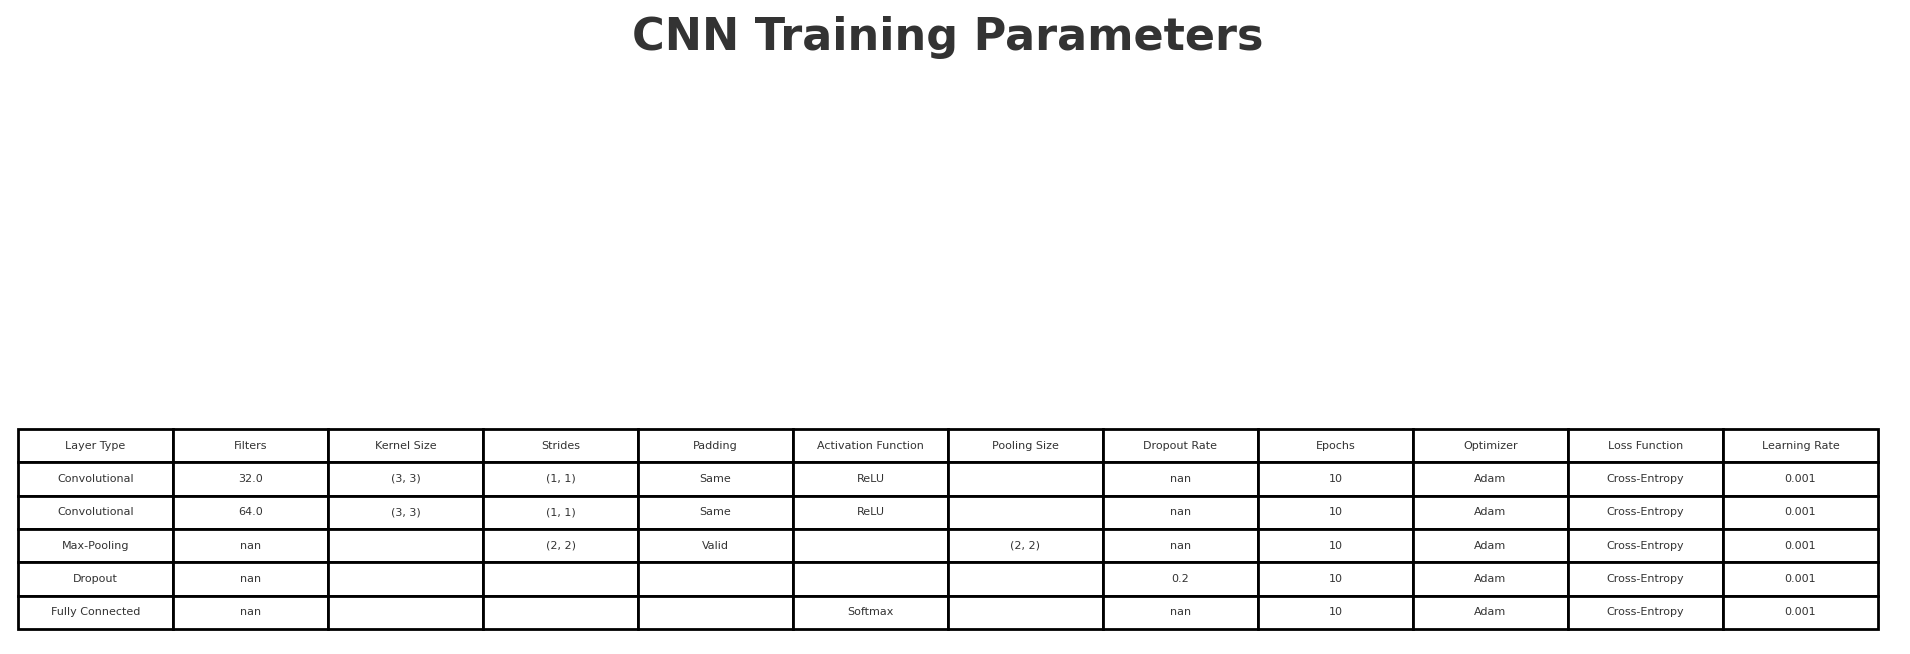 CNN Training Parameters
Layer Type Filters Kernel Size Strides Padding Activation Function Pooling Size Dropout Rate Epochs Optimizer Loss Function Learning Rate
Convolutional 32.0 (3, 3) (1, 1) Same ReLU nan 10 Adam Cross-Entropy 0.001
Convolutional 64.0 (3, 3) (1, 1) Same ReLU nan 10 Adam Cross-Entropy 0.001
Max-Pooling nan (2, 2) Valid (2, 2) nan 10 Adam Cross-Entropy 0.001
Dropout nan 0.2 10 Adam Cross-Entropy 0.001
Fully Connected nan Softmax nan 10 Adam Cross-Entropy 0.001